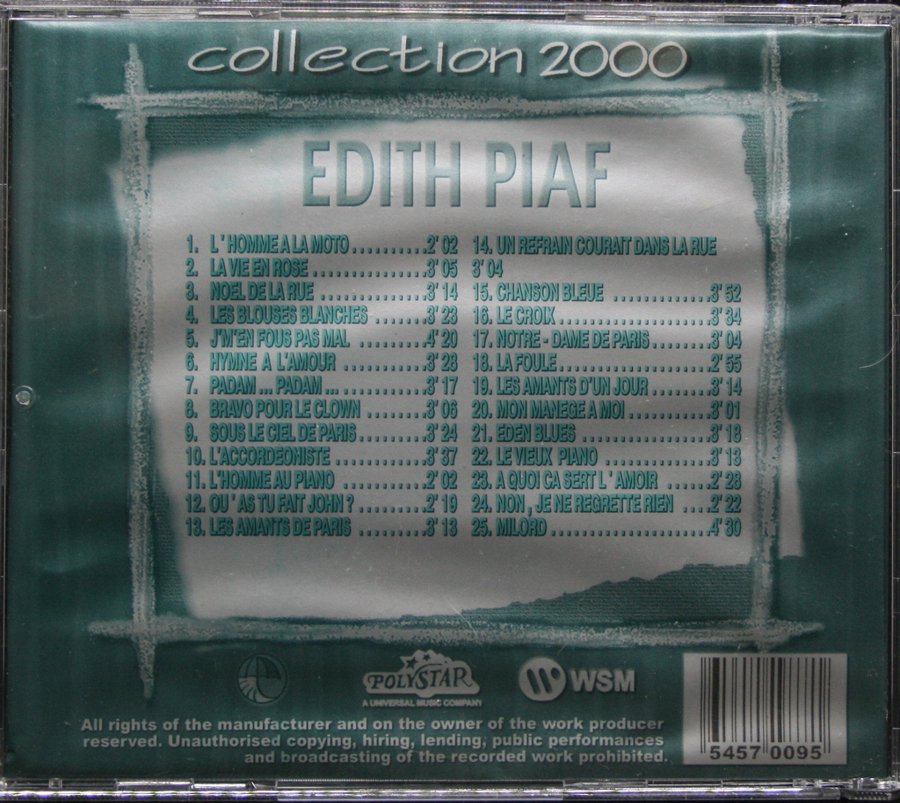 collection 2000
EDITH PIAF
1. L'HOMME A LA MOTO..........2'02
2. LA VIE EN ROSE...............3'05
3. NOEL DE LA RUE ..............3'14
4. LES BLOUSES BLANCHES .......3'23
5. J'M'EN FOUS PAS MAL .........4'20
6. HYMNE A L'AMOUR ...........3'28
7. PADAM ... PADAM ... ............3'17
8. BRAVO POUR LE CLOWN .........3'06
9. SOUS LE CIEL DE PARIS.........3'24
10. L'ACCORDEONISTE ............3'37
11. L'HOMME AU PIANO ...........2'02
12. OU'AS TU FAIT JOHN?.........2'19
13. LES AMANTS DE PARIS ..........3'13
14. UN REFRAIN COURAIT DANS LA RUE
3'04
15. CHANSON BLEUE .............3'52
16. LE CROIX....................3'34
17. NOTRE - DAME DE PARIS........3'04
18. LA FOULE....................2'55
19. LES AMANTS D'UN JOUR ........3'14
20. MON MANEGE A MOI ...........3'01
21. EDEN BLUES .................3'18
22. LE VIEUX PIANO ..............3'13
23. A QUOI CA SERT L'AMOIR ......2'28
24. NON, JE NE REGRETTE RIEN ....2'22
25. MILORD.....................4'30
POLYSTAR
A UNIVERSAL MUSIC COMPANY
WSM
All rights of the manufacturer and on the owner of the work producer
reserved. Unauthorised copying, hiring, lending, public performances
and broadcasting of the recorded work prohibited.
5457 0095